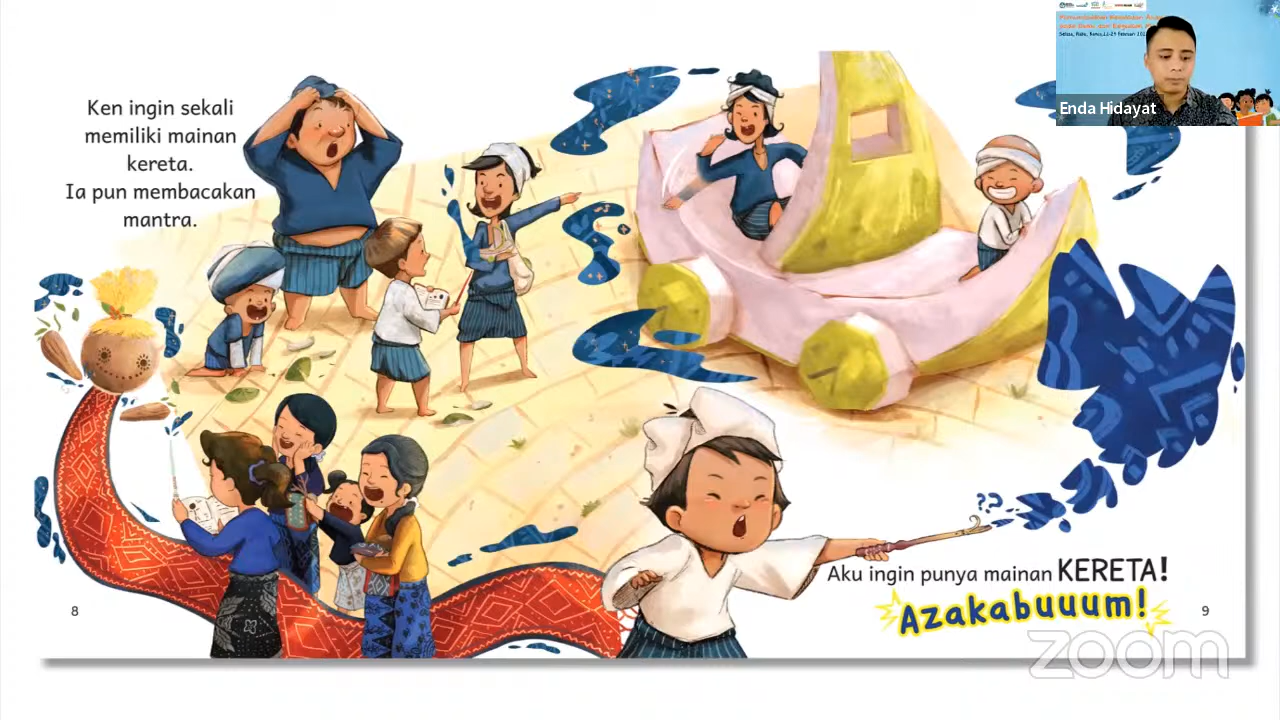 Ken ingin sekali
memiliki mainan
kereta.
Ia pun membacakan
mantra.
??
Aku ingin punya mainan KERETA!
Azakabuuum!
8
9
Enda Hidayat
zoom